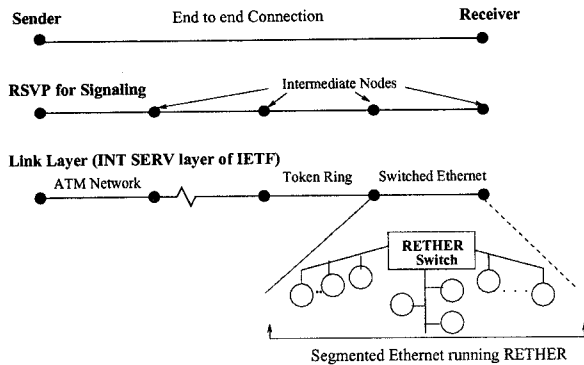 Sender
End to end Connection
Receiver
RSVP for Signaling
Intermediate Nodes
Link Layer (INT SERV layer of IETF)
ATM Network
Token Ring
Switched Ethernet
RETHER
Switch
Segmented Ethernet running RETHER